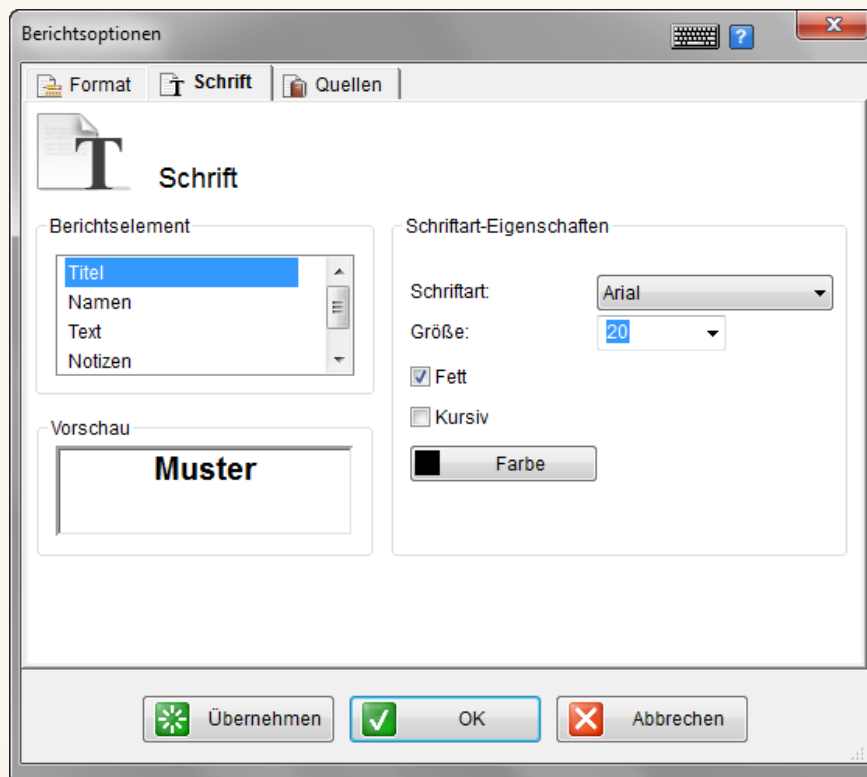 Berichtsoptionen
Format Schrift Quellen
Schrift
Berichtselement
Titel
Namen
Text
Notizen
Vorschau
Muster
Schriftart-Eigenschaften
Schriftart: Arial
Größe: 20
Fett
Kursiv
Farbe
Übernehmen OK Abbrechen